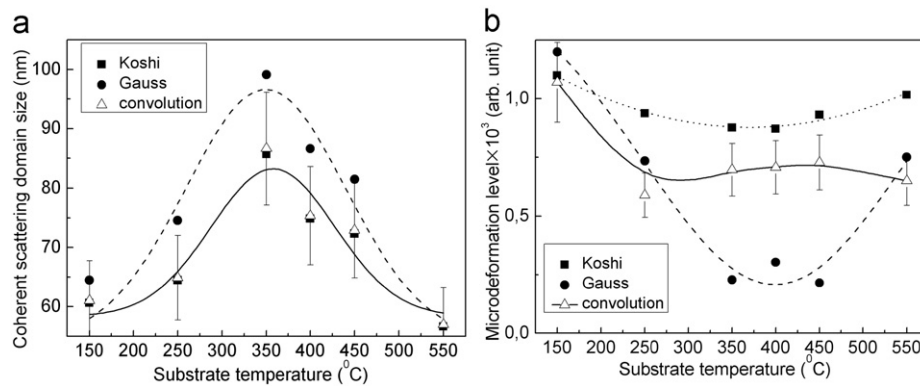 a
Coherent scattering domain size (nm)
100
90
80
70
60
Koshi
Gauss
convolution
150 200 250 300 350 400 450 500 550
Substrate temperature (⁰C)
b
Microdeformation level×10³ (arb. unit)
1,0
0,5
0,0
Koshi
Gauss
convolution
150 200 250 300 350 400 450 500 550
Substrate temperature (⁰C)